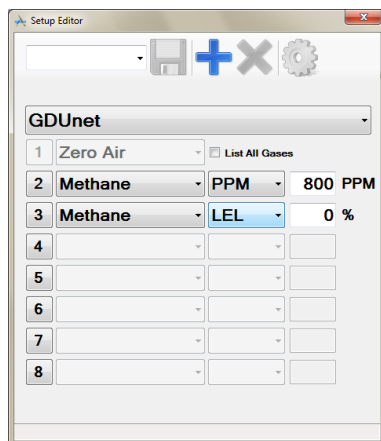 Setup Editor
GDUnet
1 Zero Air List All Gases
2 Methane PPM 800 PPM
3 Methane LEL 0 %
4
5
6
7
8